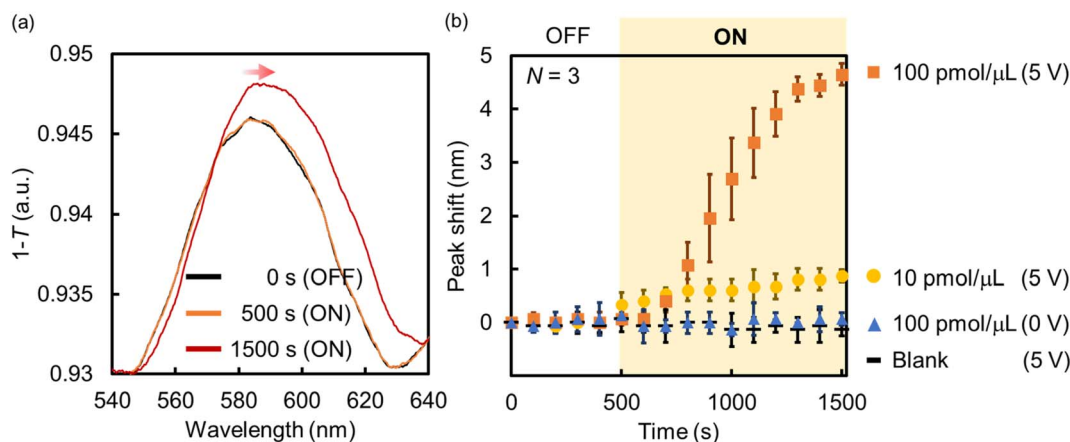 (a)
0.95
0.945
0.94
0.935
0.93
1-T (a.u.)
0 s (OFF)
500 s (ON)
1500 s (ON)
540 560 580 600 620 640
Wavelength (nm)
(b)
OFF ON
N = 3
5
4
3
2
1
0
-1
Peak shift (nm)
0 500 1000 1500
Time (s)
100 pmol/μL (5 V)
10 pmol/μL (5 V)
100 pmol/μL (0 V)
Blank (5 V)